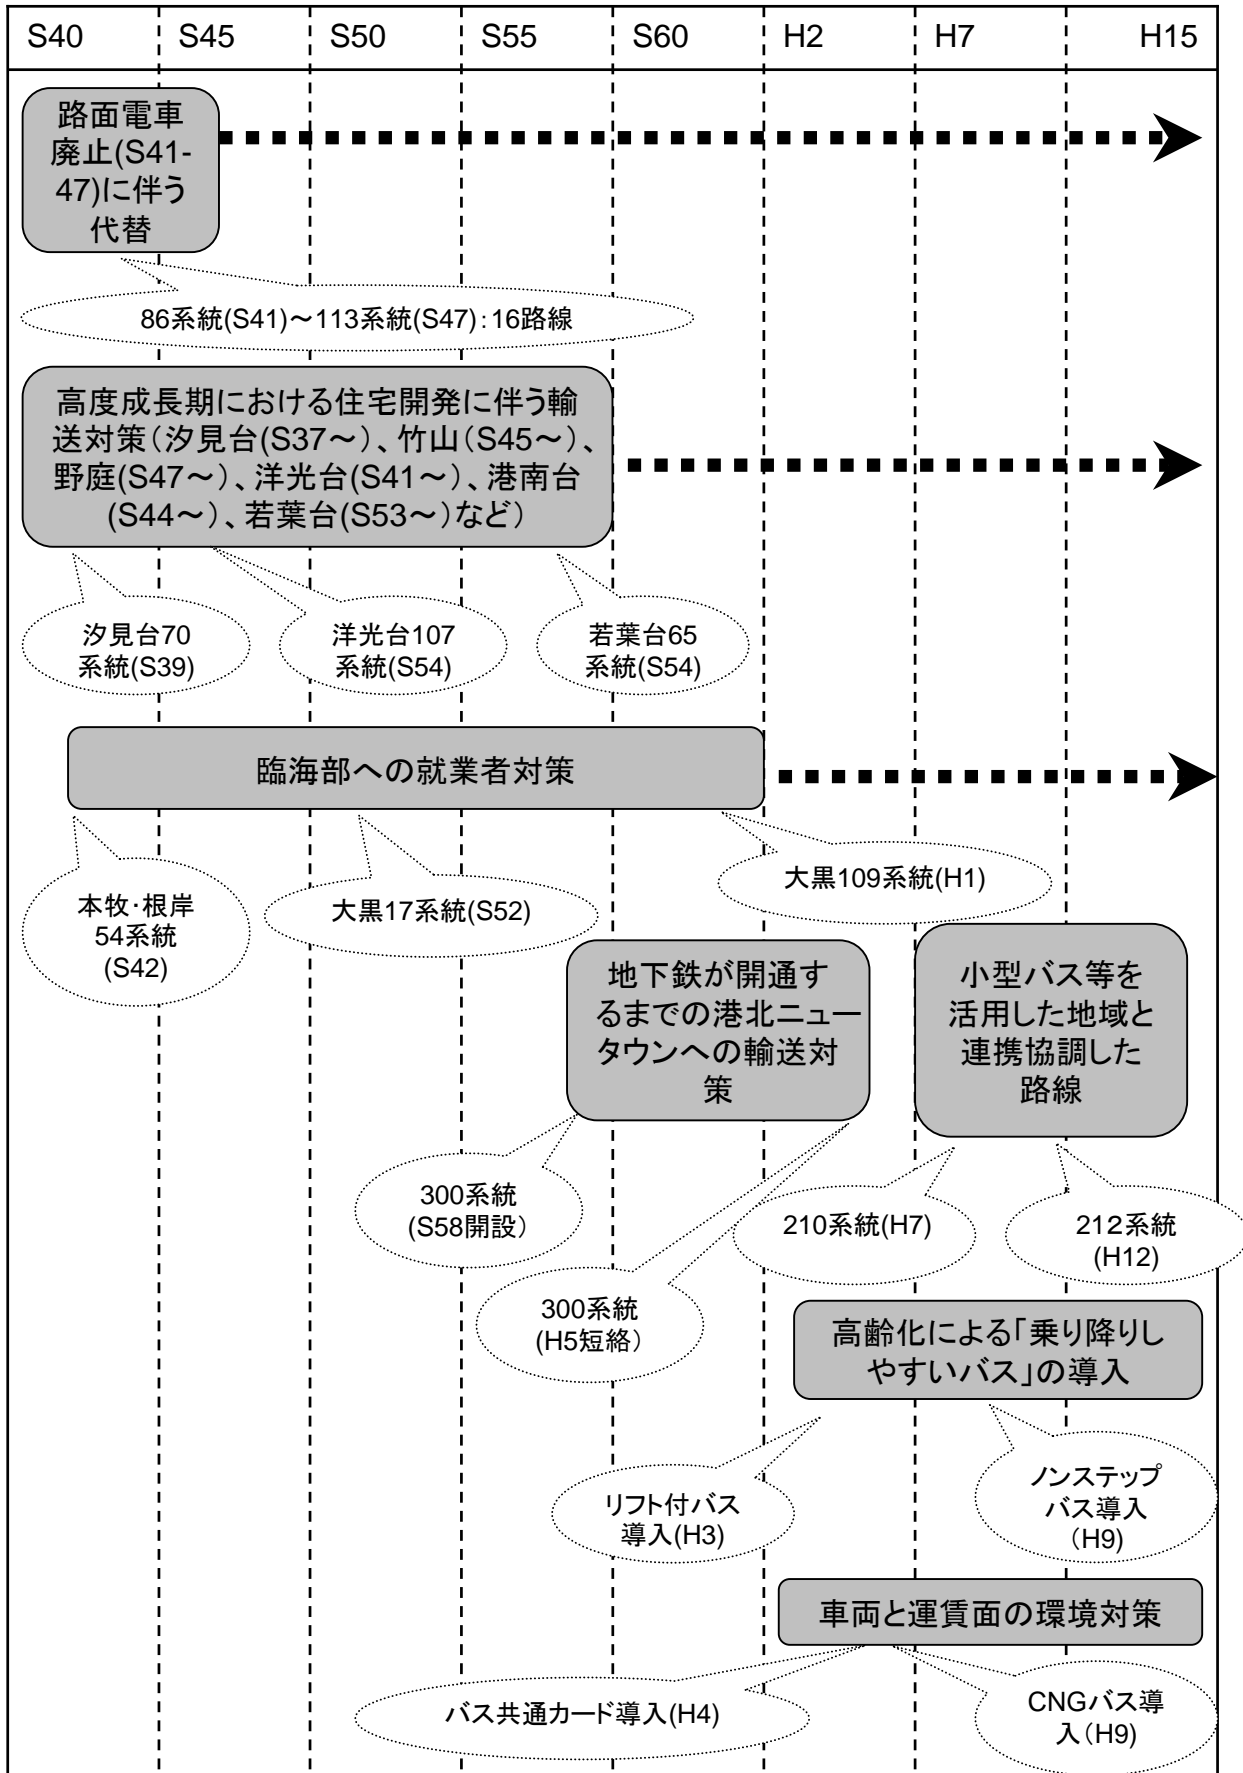 S40 S45 S50 S55 S60 H2 H7 H15
路面電車
廃止(S41-
47)に伴う
代替
86系統(S41)～113系統(S47)：16路線
高度成長期における住宅開発に伴う輸
送対策（汐見台(S37～）、竹山（S45～）、
野庭(S47～）、洋光台(S41～）、港南台
(S44～）、若葉台(S53～）など）
汐見台70
系統(S39)
洋光台107
系統(S54)
若葉台65
系統(S54)
臨海部への就業者対策
本牧・根岸
54系統
(S42)
大黒17系統(S52)
大黒109系統(H1)
地下鉄が開通す
るまでの港北ニュー
タウンへの輸送対
策
小型バス等を
活用した地域と
連携協調した
路線
300系統
(S58開設）
300系統
(H5短絡）
210系統(H7)
212系統
(H12)
高齢化による「乗り降りし
やすいバス」の導入
リフト付バス
導入(H3)
ノンステップ
バス導入
（H9)
車両と運賃面の環境対策
バス共通カード導入(H4)
CNGバス導
入（H9)